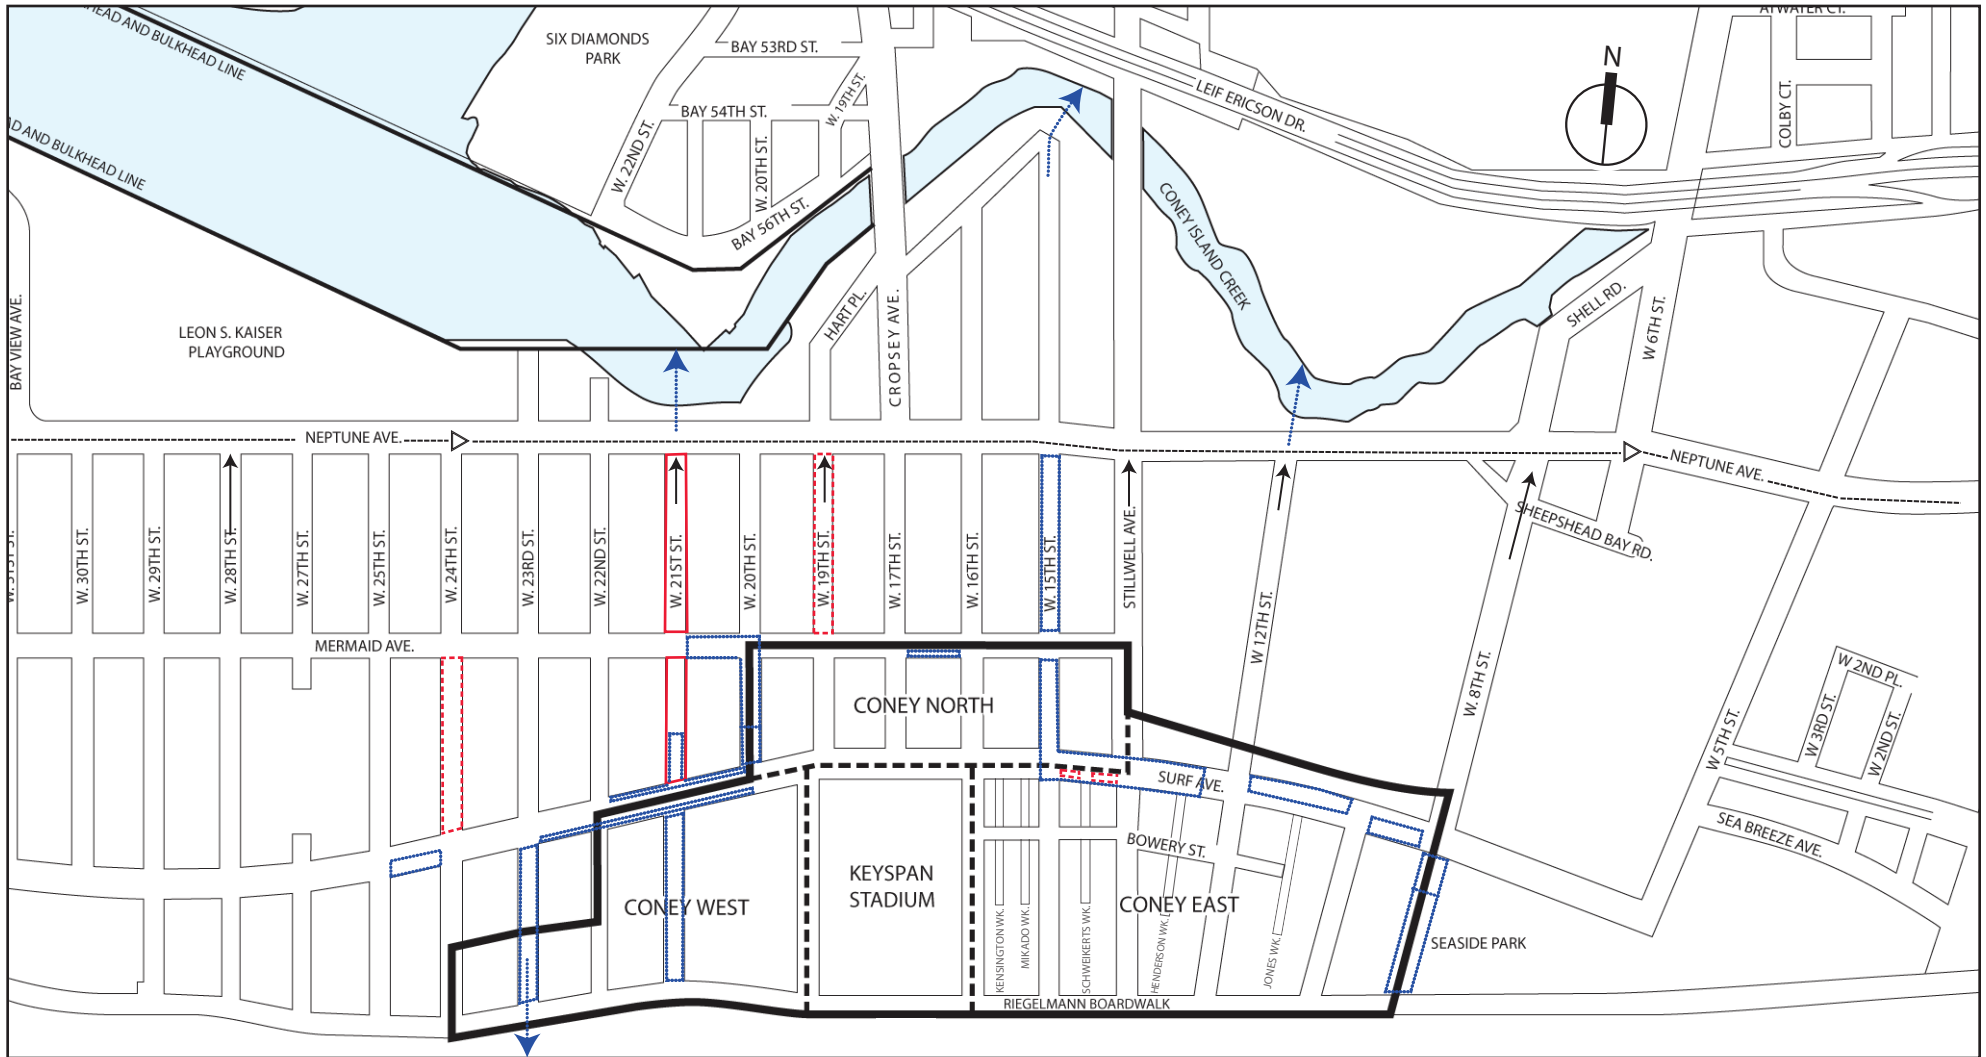 ATWATER CT.
HEAD AND BULKHEAD LINE
SIX DIAMONDS
PARK
BAY 53RD ST.
N
LEIF ERICSON DR.
COLBY CT.
W. 19TH ST.
BAY 54TH ST.
AD AND BULKHEAD LINE
W. 22ND ST.
W. 20TH ST.
BAY 56TH ST.
CONEY ISLAND CREEK
BAY VIEW AVE.
LEON S. KAISER
PLAYGROUND
HART PL.
CROPSEY AVE.
SHELL RD.
W 6TH ST.
NEPTUNE AVE.
NEPTUNE AVE.
SHEEPSHEAD BAY RD.
W. 31ST ST.
W. 30TH ST.
W. 29TH ST.
W. 28TH ST.
W. 27TH ST.
W. 25TH ST.
W. 24TH ST.
W. 23RD ST.
W. 22ND ST.
W. 21ST ST.
W. 20TH ST.
W. 19TH ST.
W. 17TH ST.
W. 16TH ST.
W. 15TH ST.
STILLWELL AVE.
W 12TH ST.
W. 8TH ST.
W 5TH ST.
W 3RD ST.
W 2ND PL.
W 2ND ST.
MERMAID AVE.
CONEY NORTH
SURF AVE.
BOWERY ST.
SEA BREEZE AVE.
KEYSPAN
STADIUM
CONEY WEST
CONEY EAST
KENSINGTON WK.
MIKADO WK.
SCHWEIKERTS WK.
HENDERSON WK.
JONES WK.
SEASIDE PARK
RIEGELMANN BOARDWALK